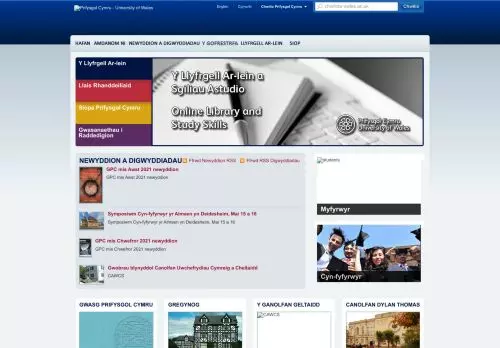 Prifysgol Cymru - University of Wales
English Cymraeg Chwilio Prifysgol Cymru
Chwilio
HAFAN AMDANOM NI NEWYDDION A DIGWYDDIADAU Y GOFRESTRFA LLYFRGELL AR-LEIN SIOP
Y Llyfrgell Ar-lein
Llais Rhanddeiliaid
Siopa Prifysgol Cymru
Gwasanaethau i
Raddedigion
Y Llyfrgell Ar-lein a
Sgiliau Astudio
Online Library and
Study Skills
Prifysgol Cymru
University of Wales
NEWYDDION A DIGWYDDIADAU
Ffrwd Newyddion RSS Ffrwd RSS Digwyddiadau
GPC mis Awst 2021 newyddion
GPC mis Awst 2021 newyddion
Symposiwm Cyn-fyfyrwyr yr Almaen yn Deidesheim, Mai 15 a 16
Symposiwm Cyn-fyfyrwyr yr Almaen yn Deidesheim, Mai 15 a 16
GPC mis Chwefror 2021 newyddion
GPC mis Chwefror 2021 newyddion
Gwobrau blynyddol Canolfan Uwchefrydiau Cymreig a Cheltaidd
CAWCS
students
Myfyrwyr
Cyn-fyfyrwyr
GWASG PRIFYSGOL CYMRU
GREGYNOG
Y GANOLFAN GELTAIDD
CANOLFAN DYLAN THOMAS
CAWCS